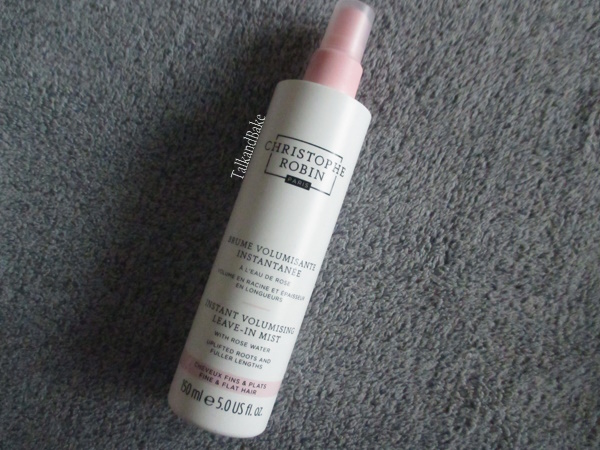 CHRISTOPHE
ROBIN
PARIS
BRUME VOLUMISANTE
INSTANTANÉE
À L'EAU DE ROSE
VOLUME EN RACINE ET ÉPAISSEUR
EN LONGUEURS
INSTANT VOLUMISING
LEAVE-IN MIST
WITH ROSE WATER
UPLIFTED ROOTS AND
FULLER LENGTHS
CHEVEUX FINS & PLATS
FINE & FLAT HAIR
150 ml e 5.0 US fl. oz.
TalkandBake